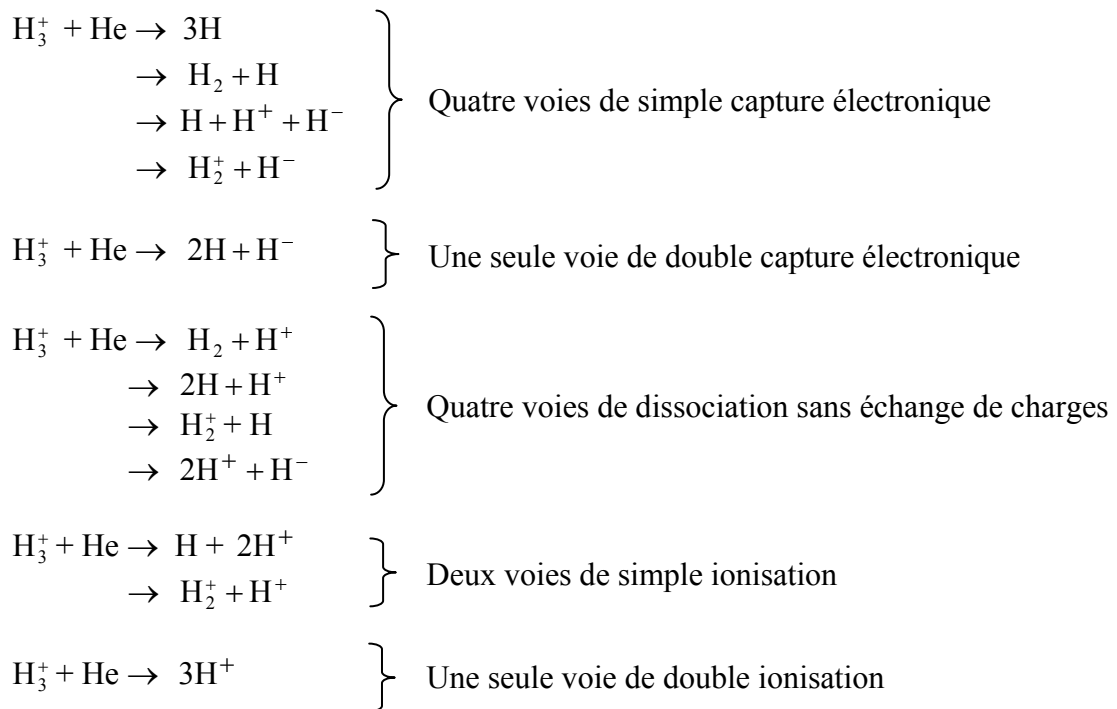 H₃⁺ + He → 3H
→ H₂ + H
→ H + H⁺ + H⁻
→ H₂⁺ + H⁻
Quatre voies de simple capture électronique
H₃⁺ + He → 2H + H⁻
Une seule voie de double capture électronique
H₃⁺ + He → H₂ + H⁺
→ 2H + H⁺
→ H₂⁺ + H
→ 2H⁺ + H⁻
Quatre voies de dissociation sans échange de charges
H₃⁺ + He → H + 2H⁺
→ H₂⁺ + H⁺
Deux voies de simple ionisation
H₃⁺ + He → 3H⁺
Une seule voie de double ionisation